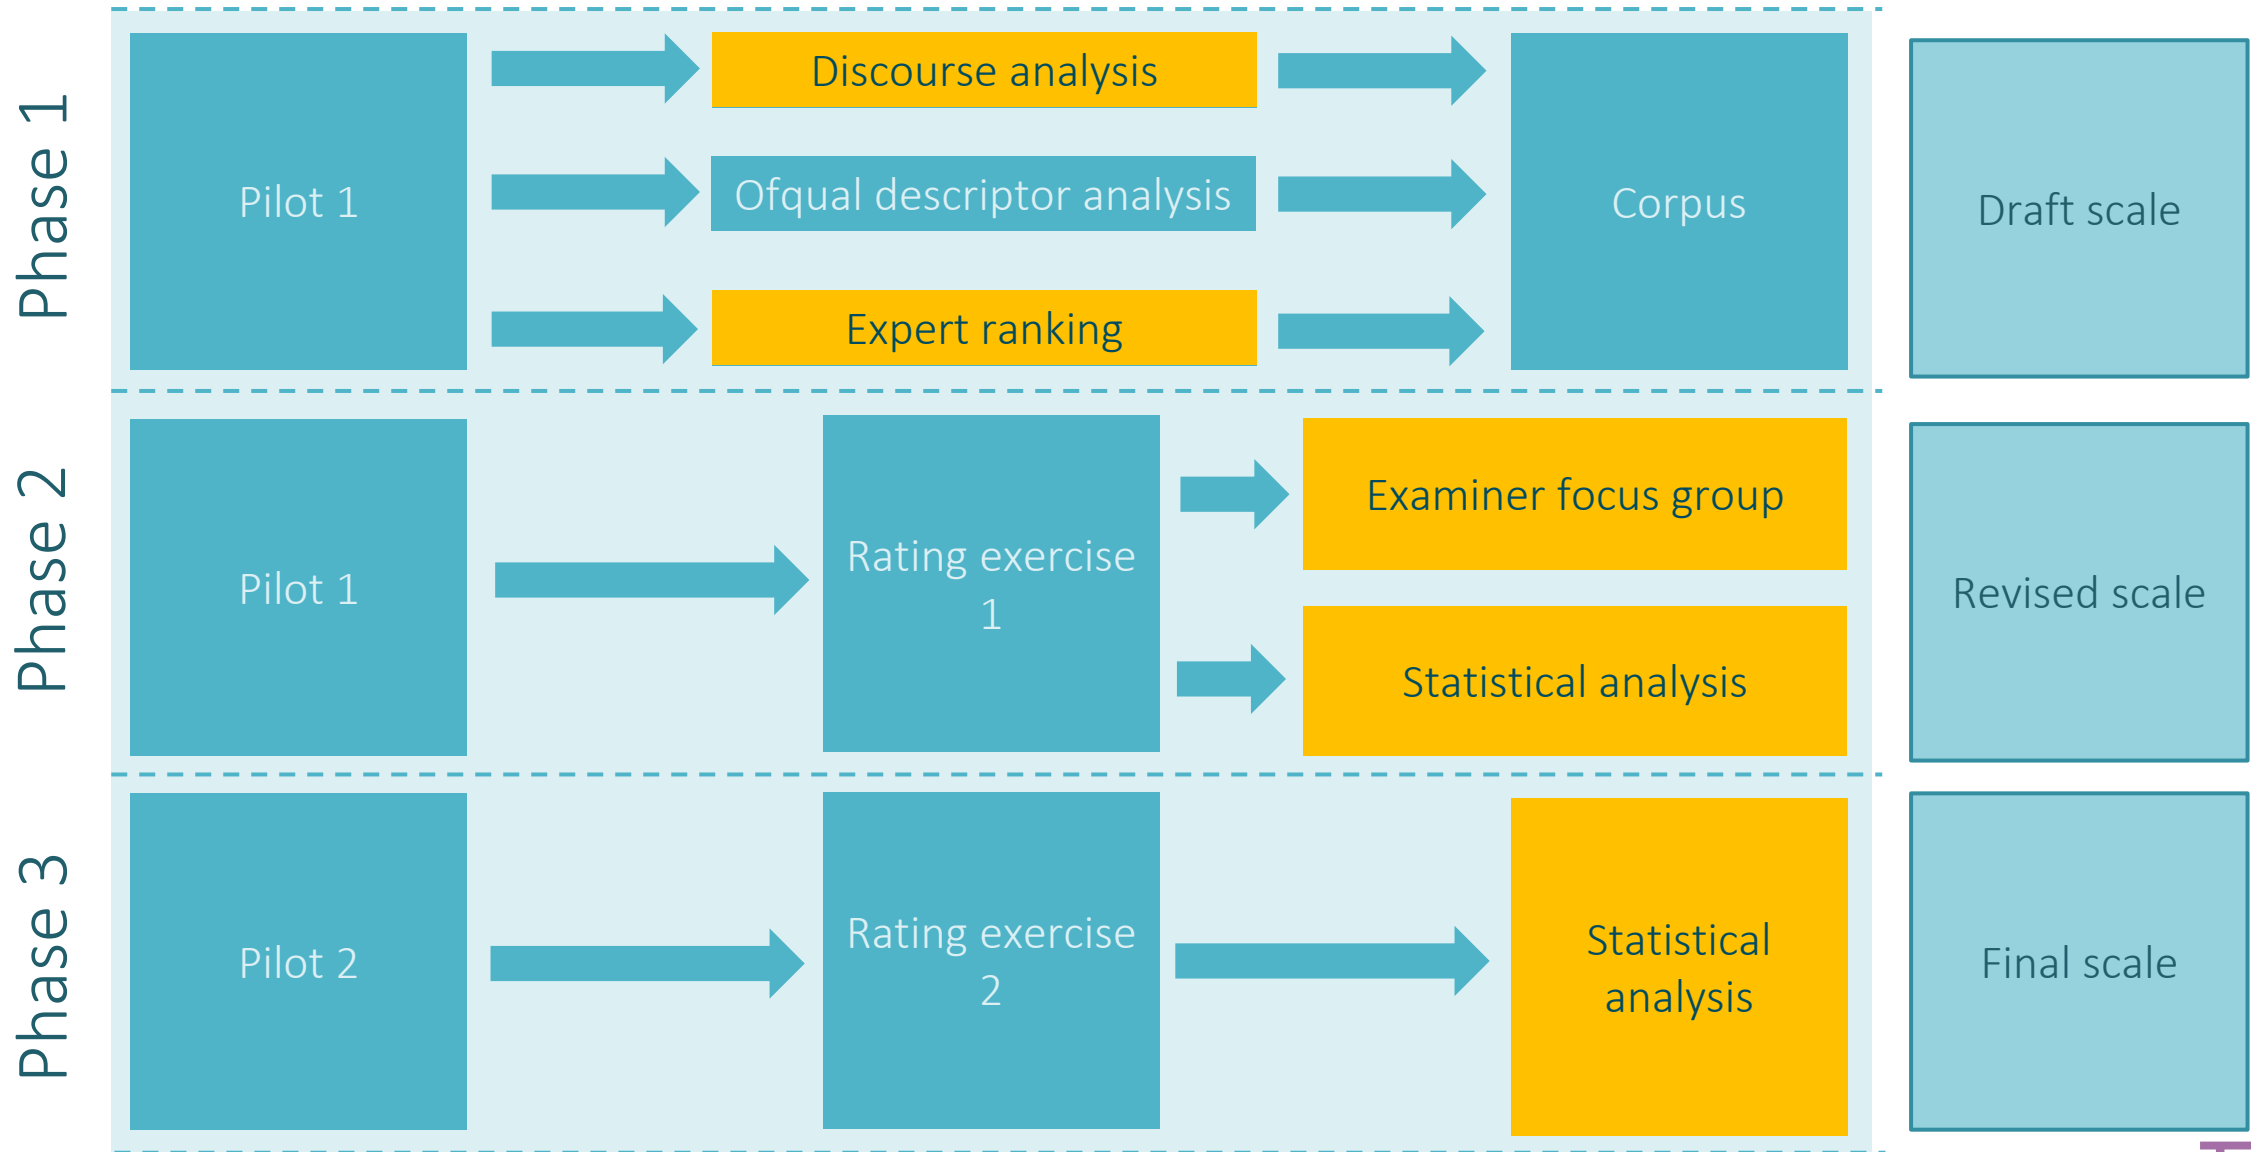 Phase 1
Pilot 1
Discourse analysis
Ofqual descriptor analysis
Expert ranking
Corpus
Draft scale
Phase 2
Pilot 1
Rating exercise
1
Examiner focus group
Statistical analysis
Revised scale
Phase 3
Pilot 2
Rating exercise
2
Statistical
analysis
Final scale